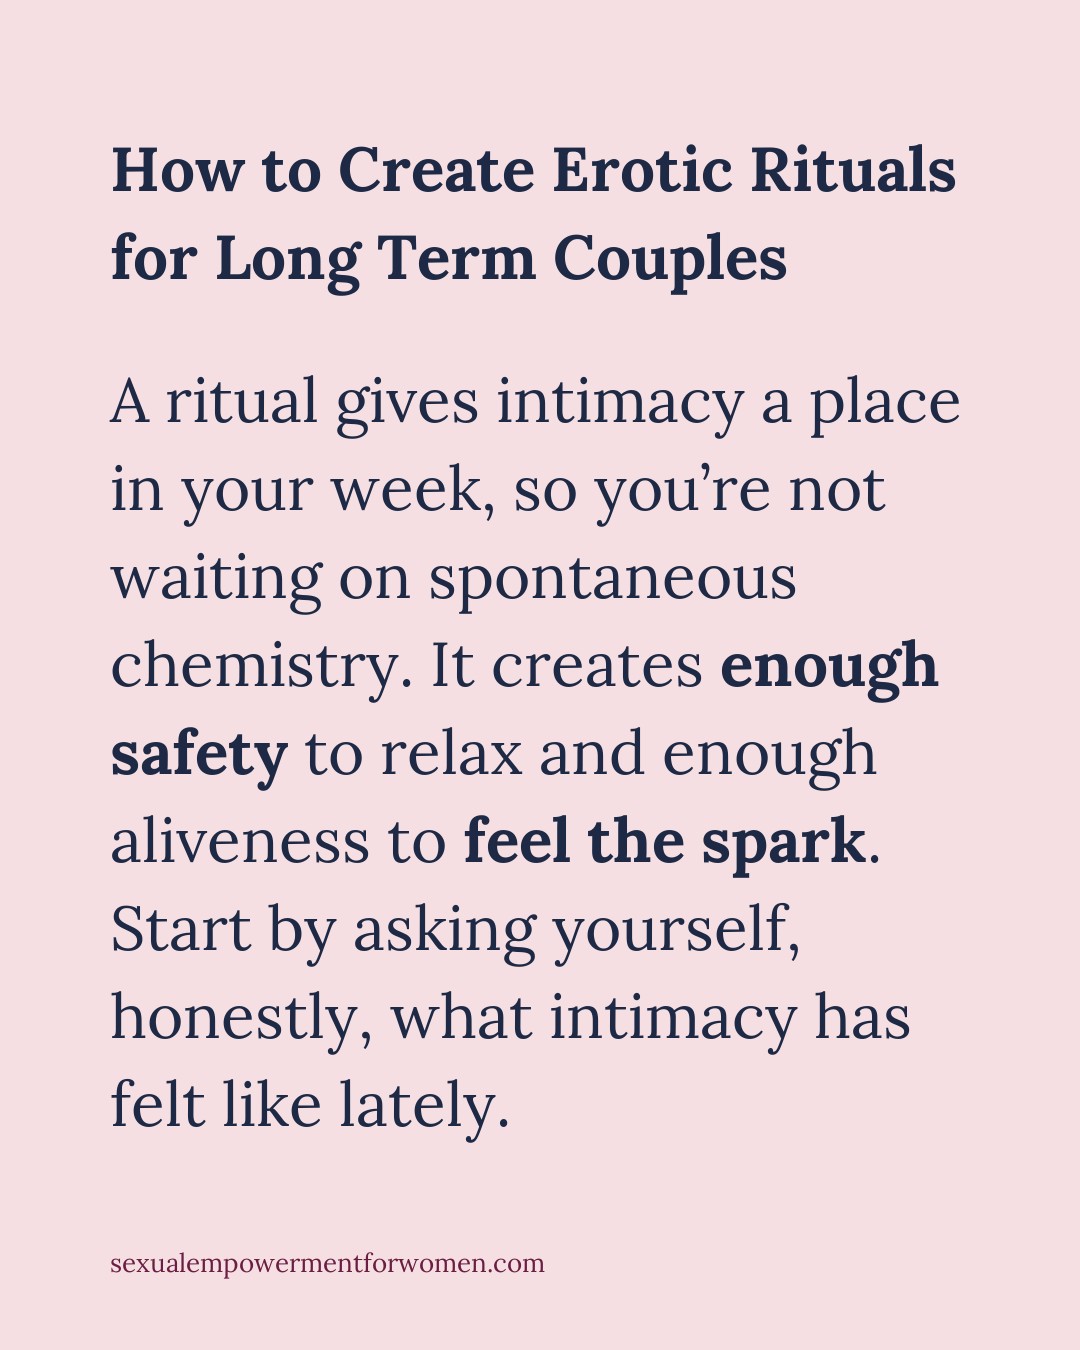 How to Create Erotic Rituals
for Long Term Couples
A ritual gives intimacy a place
in your week, so you’re not
waiting on spontaneous
chemistry. It creates enough
safety to relax and enough
aliveness to feel the spark.
Start by asking yourself,
honestly, what intimacy has
felt like lately.
sexualempowermentforwomen.com